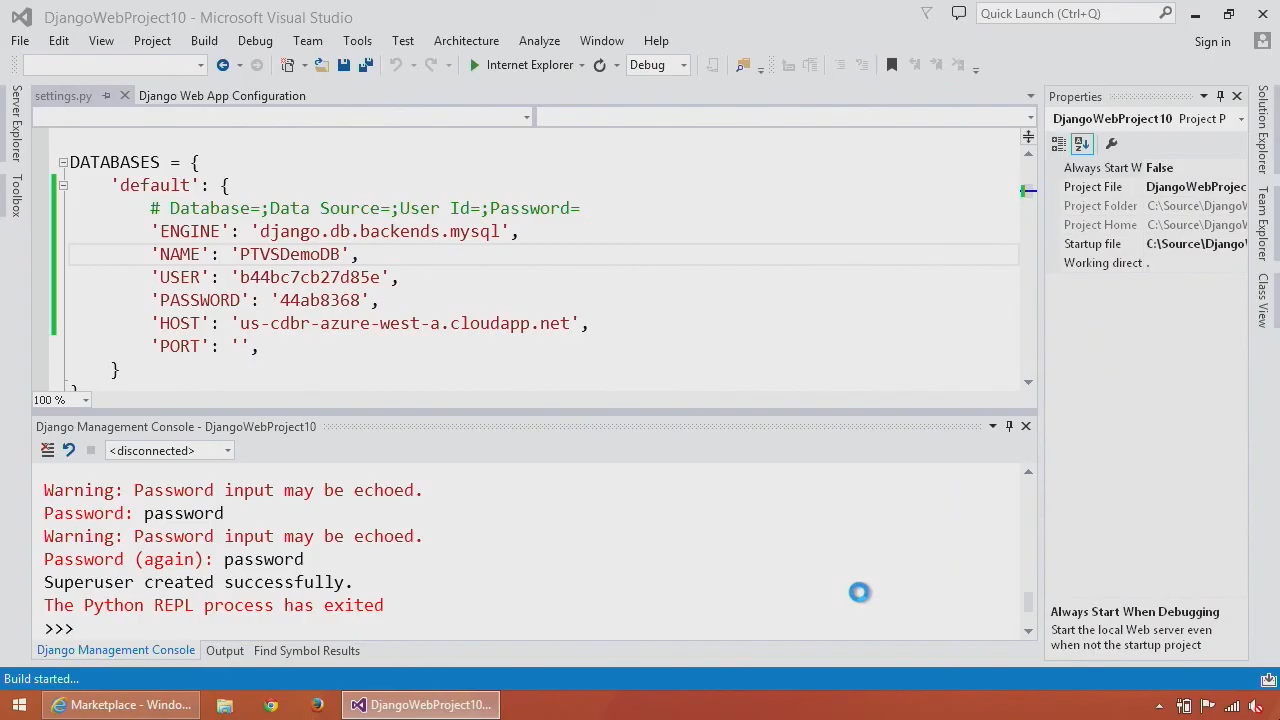 DjangoWebProject10 - Microsoft Visual Studio
Quick Launch (Ctrl+Q)
File Edit View Project Build Debug Team Tools Test Architecture Analyze Window Help
Sign in
Internet Explorer
Debug
settings.py
Django Web App Configuration
Server Explorer
Toolbox
DATABASES = {
'default': {
# Database=;Data Source=;User Id=;Password=
'ENGINE': 'django.db.backends.mysql',
'NAME': 'PTVSDemoDB',
'USER': 'b44bc7cb27d85e',
'PASSWORD': '44ab8368',
'HOST': 'us-cdbr-azure-west-a.cloudapp.net',
'PORT': '',
}
100 %
Django Management Console - DjangoWebProject10
<disconnected>
Warning: Password input may be echoed.
Password: password
Warning: Password input may be echoed.
Password (again): password
Superuser created successfully.
The Python REPL process has exited
>>>
Django Management Console
Output
Find Symbol Results
Properties
DjangoWebProject10 Project P
Always Start W False
Project File DjangoWebProjec
Project Folder C:\Source\Django
Project Home C:\Source\Django
Startup file C:\Source\Django
Working direct .
Always Start When Debugging
Start the local Web server even
when not the startup project
Solution Explorer
Team Explorer
Class View
Build started...
Marketplace - Windo...
DjangoWebProject10...